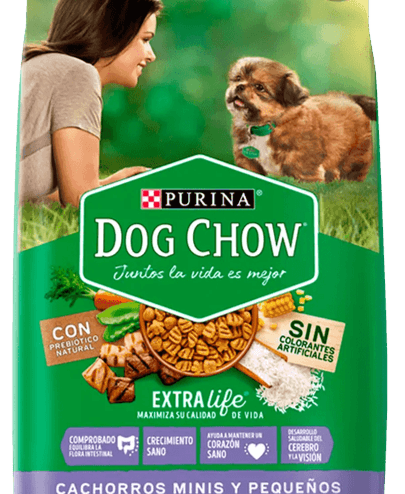 PURINA®
DOG CHOW®
Juntos la vida es mejor
CON
PREBIÓTICO
NATURAL
SIN
COLORANTES
ARTIFICIALES
EXTRA life®
MAXIMIZA SU CALIDAD DE VIDA
COMPROBADO
EQUILIBRA LA
FLORA INTESTINAL
CRECIMIENTO
SANO
AYUDA A MANTENER UN
CORAZÓN
SANO
DESARROLLO
SALUDABLE DEL
CEREBRO
Y LA VISIÓN
CACHORROS MINIS Y PEQUEÑOS